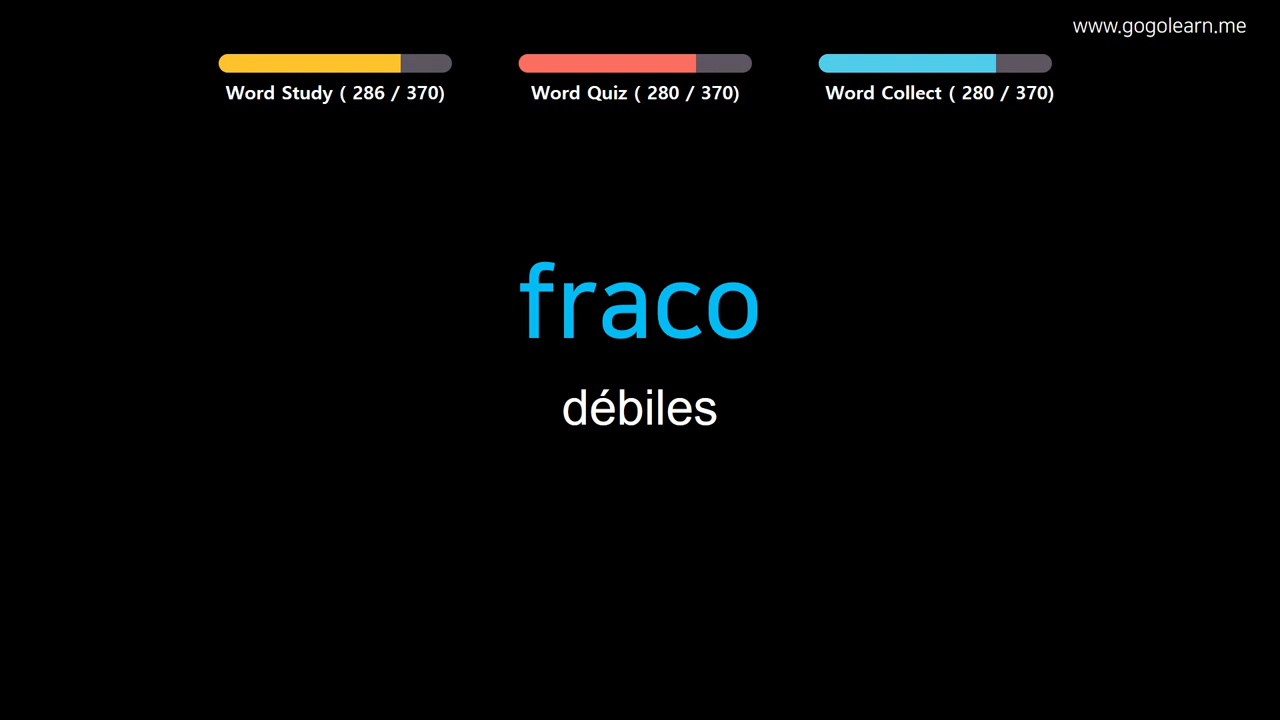 www.gogolearn.me
Word Study ( 286 / 370)
Word Quiz ( 280 / 370)
Word Collect ( 280 / 370)
fraco
débiles